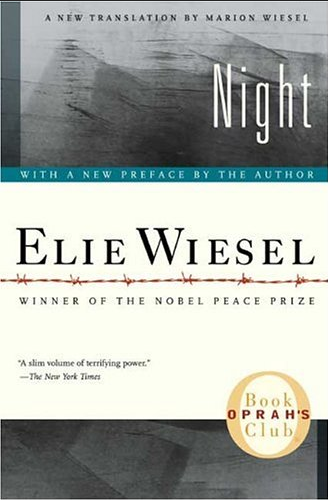 A NEW TRANSLATION BY MARION WIESEL
Night
WITH A NEW PREFACE BY THE AUTHOR
ELIE WIESEL
WINNER OF THE NOBEL PEACE PRIZE
"A slim volume of terrifying power."
—The New York Times
Book
OPRAH'S
Club®